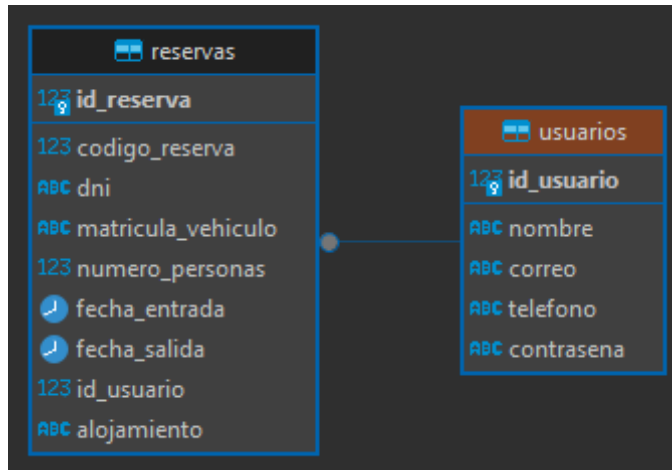 reservas
123 id_reserva
123 codigo_reserva
ABC dni
ABC matricula_vehiculo
123 numero_personas
fecha_entrada
fecha_salida
123 id_usuario
ABC alojamiento
usuarios
123 id_usuario
ABC nombre
ABC correo
ABC telefono
ABC contrasena